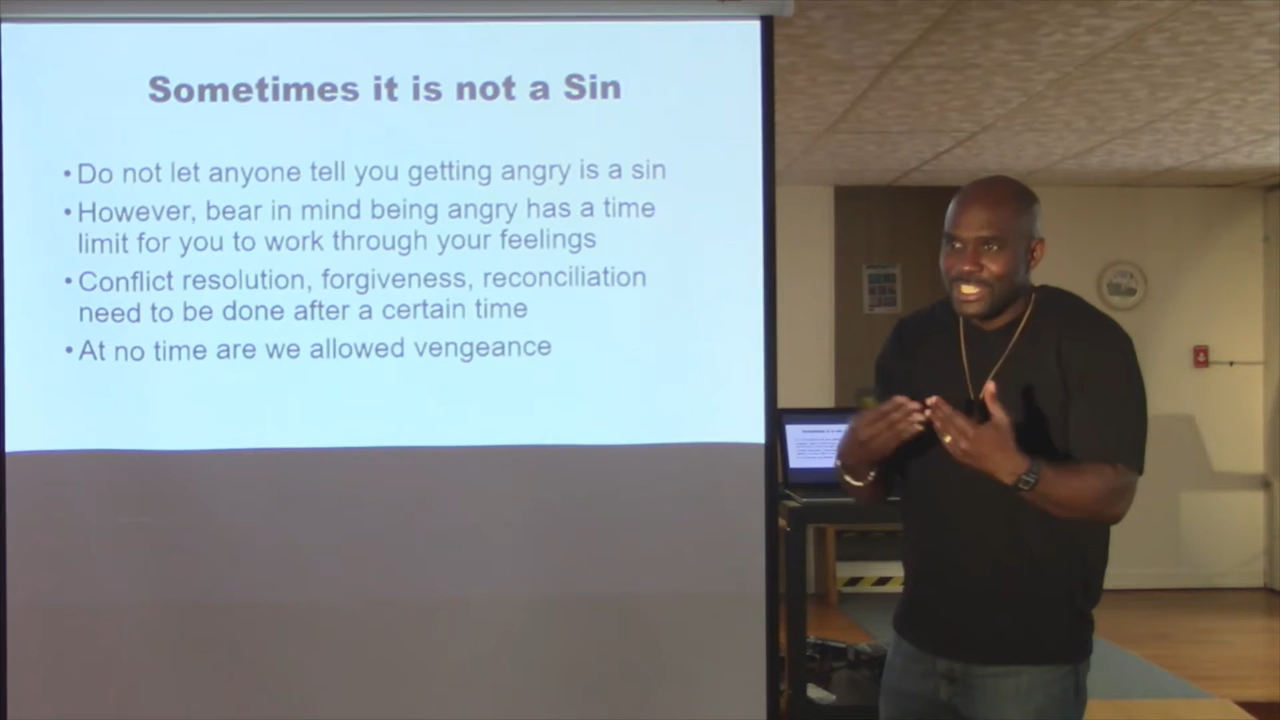 Sometimes it is not a Sin
• Do not let anyone tell you getting angry is a sin
• However, bear in mind being angry has a time
limit for you to work through your feelings
• Conflict resolution, forgiveness, reconciliation
need to be done after a certain time
• At no time are we allowed vengeance